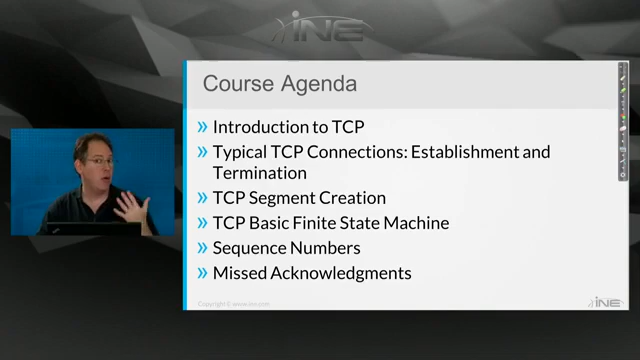 iNE
Course Agenda
» Introduction to TCP
» Typical TCP Connections: Establishment and
Termination
» TCP Segment Creation
» TCP Basic Finite State Machine
» Sequence Numbers
» Missed Acknowledgments
Copyright © www.ine.com
iNE